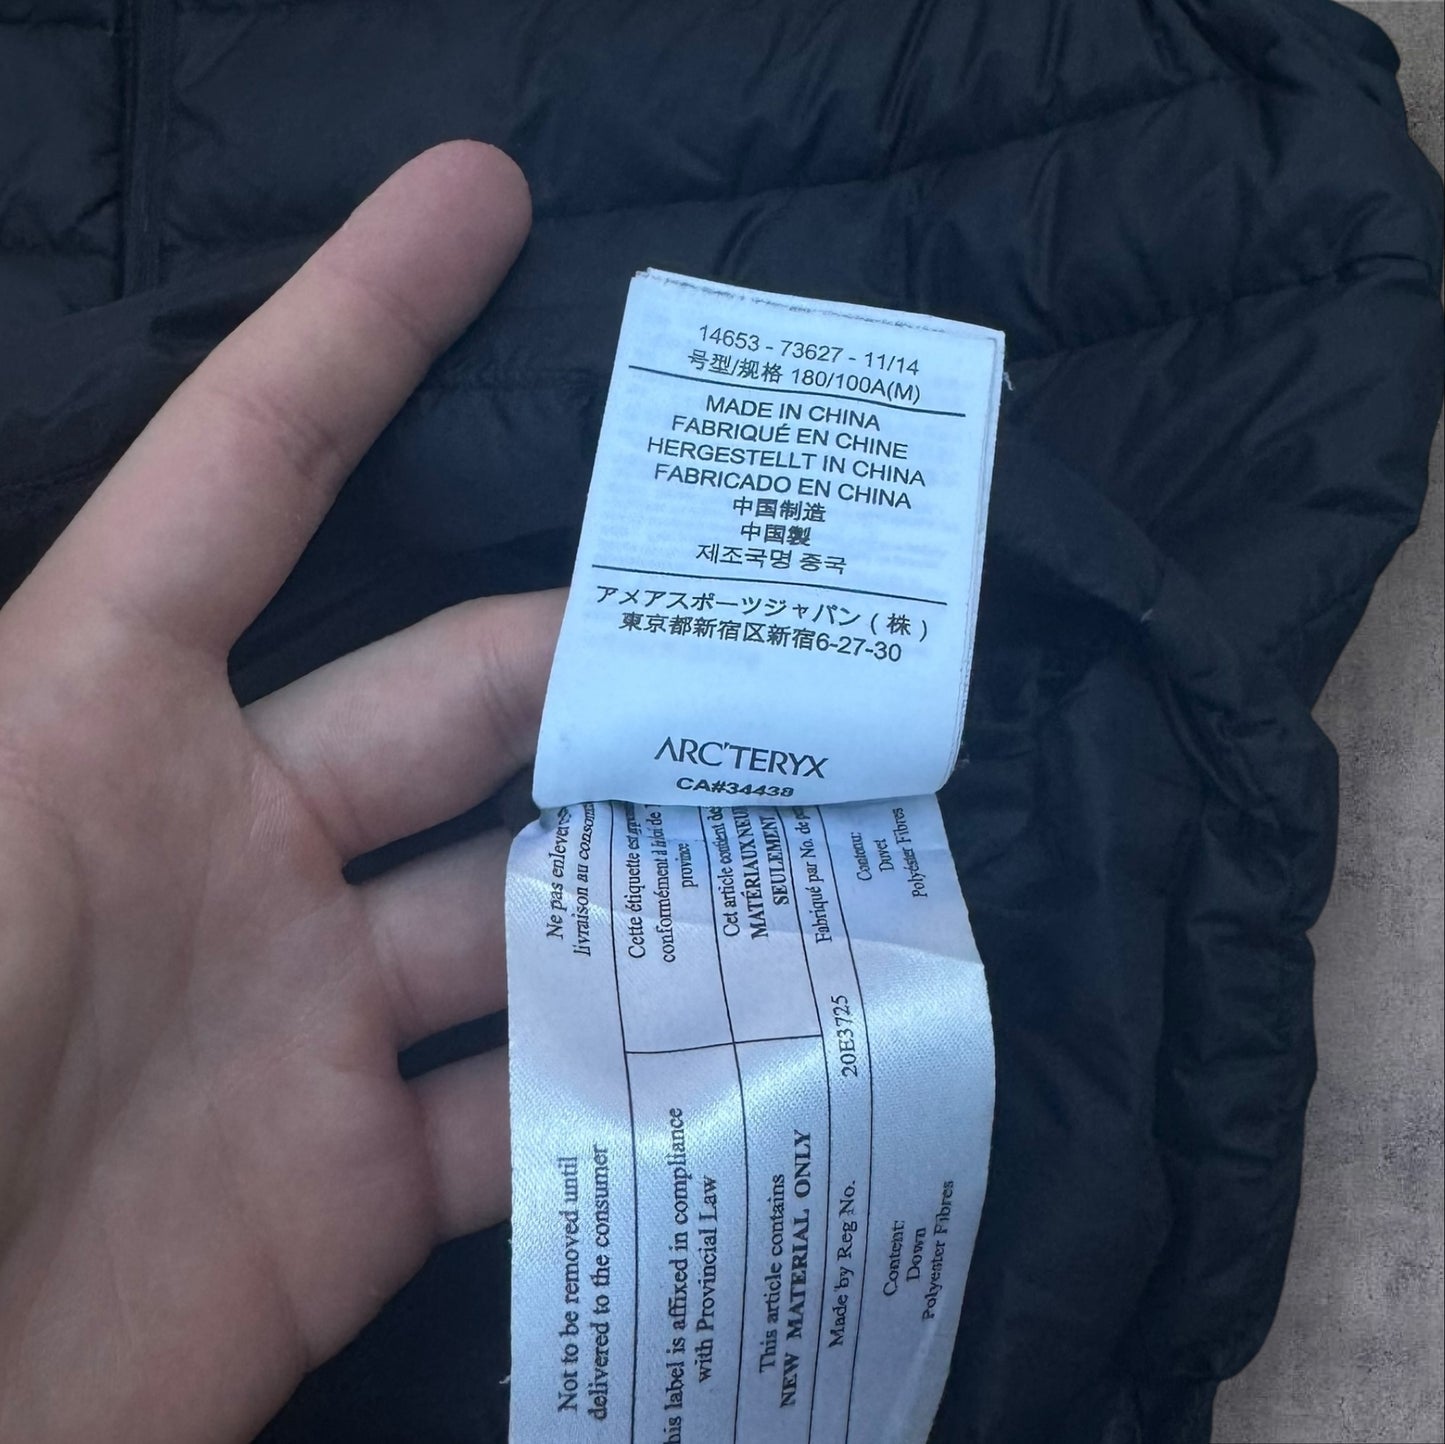 14653 - 73627 - 11/14
号型/规格 180/100A(M)
MADE IN CHINA
FABRIQUÉ EN CHINE
HERGESTELLT IN CHINA
FABRICADO EN CHINA
中国制造
中国製
제조국명 중국
アメアスポーツジャパン ( 株 )
東京都新宿区新宿6-27-30
ARC'TERYX
CA#34438
Ne pas enlever
livraison au
Cette étiquette est
conformément à la loi de
province
Cet article contient des
MATÉRIAUX NEUFS
SEULEMENT
Fabriqué par No. de
Contenu:
Duvet
Polyéster Fibres
20E3725
Not to be removed until
delivered to the consumer
label is affixed in compliance
with Provincial Law
This article contains
NEW MATERIAL ONLY
Made by Reg No.
Content:
Down
Polyester Fibres